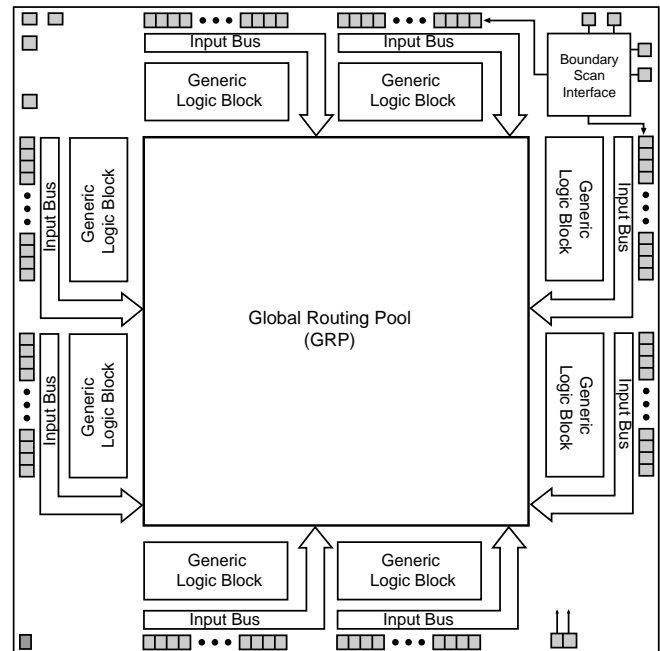 Input Bus
Input Bus
Generic
Logic Block
Generic
Logic Block
Boundary
Scan
Interface
Input Bus
Generic
Logic Block
Generic
Logic Block
Input Bus
Global Routing Pool
(GRP)
Input Bus
Generic
Logic Block
Generic
Logic Block
Input Bus
Generic
Logic Block
Generic
Logic Block
Input Bus
Input Bus